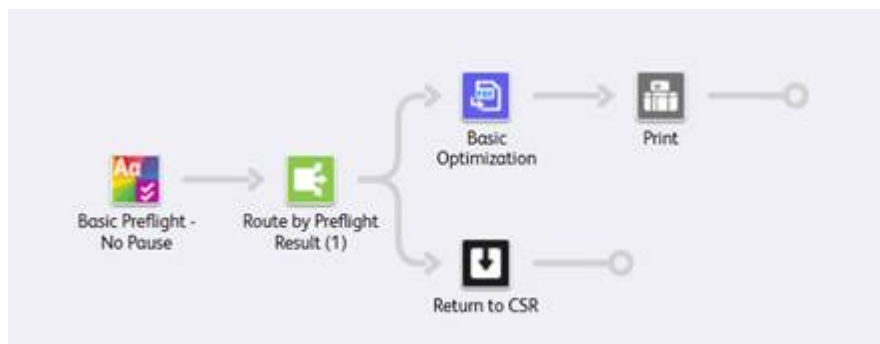 Aa
Basic Preflight -
No Pause
Route by Preflight
Result (1)
Basic
Optimization
Print
Return to CSR